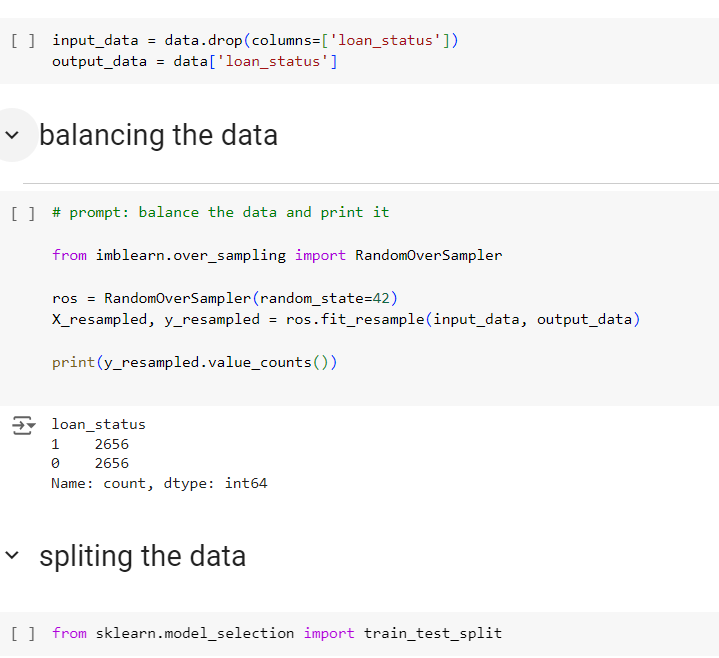 [ ] input_data = data.drop(columns=['loan_status'])
output_data = data['loan_status']
balancing the data
[ ] # prompt: balance the data and print it
from imblearn.over_sampling import RandomOverSampler
ros = RandomOverSampler(random_state=42)
X_resampled, y_resampled = ros.fit_resample(input_data, output_data)
print(y_resampled.value_counts())
loan_status
1    2656
0    2656
Name: count, dtype: int64
spliting the data
[ ] from sklearn.model_selection import train_test_split